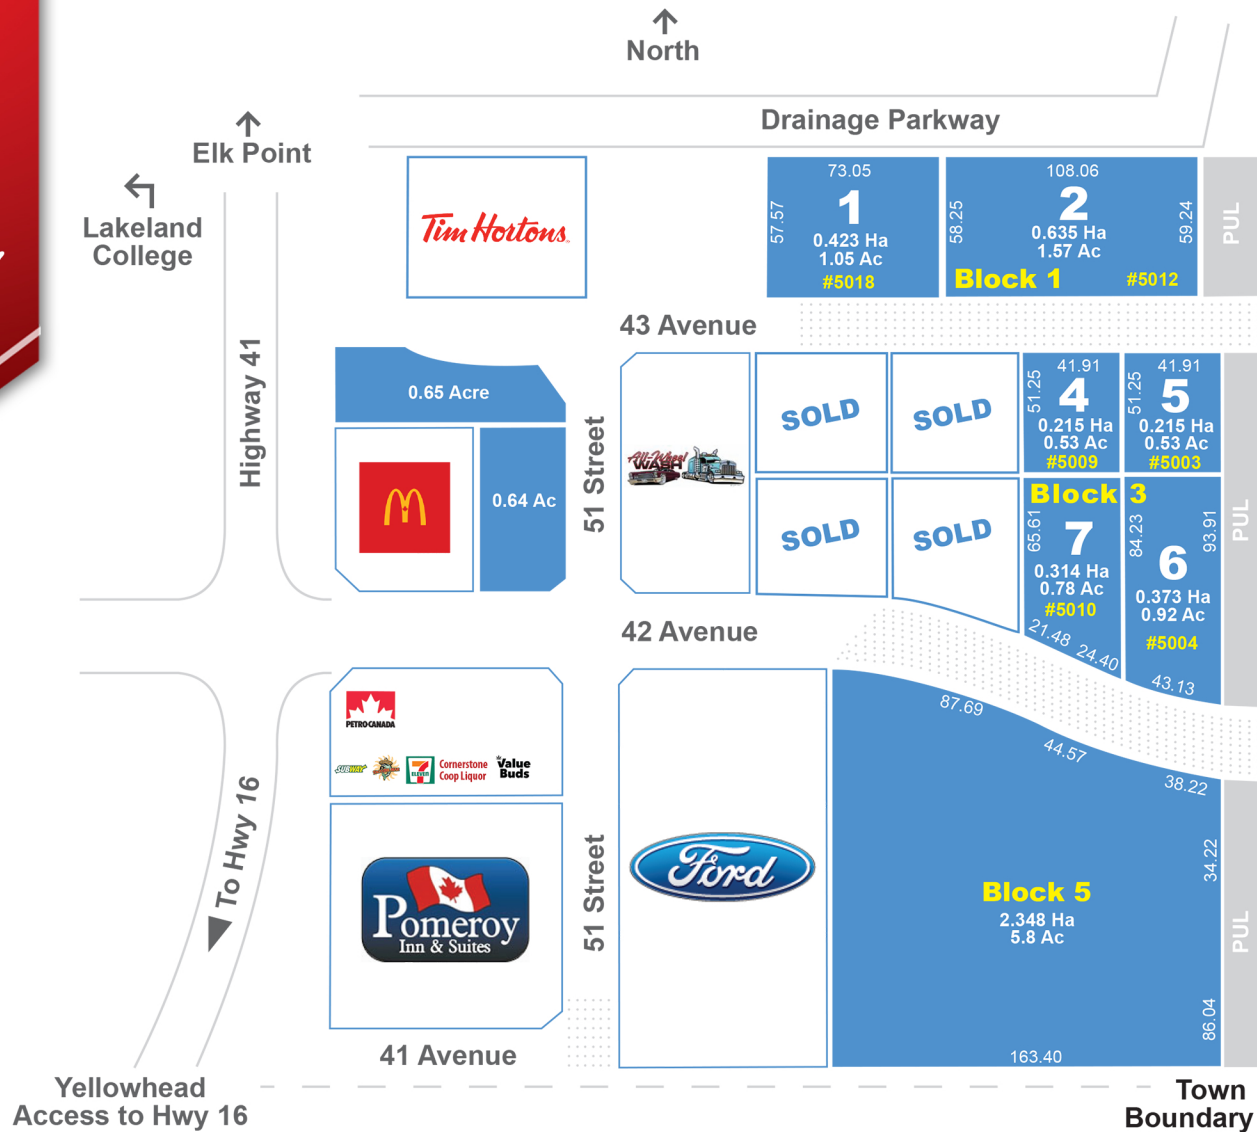 North
Drainage Parkway
Elk Point
Lakeland
College
Highway 41
Tim Hortons
73.05
57.57
1
0.423 Ha
1.05 Ac
#5018
108.06
58.25
2
59.24
0.635 Ha
1.57 Ac
Block 1
#5012
PUL
43 Avenue
0.65 Acre
0.64 Ac
51 Street
All-Wheel
WASH
SOLD
SOLD
SOLD
SOLD
41.91
51.25
4
0.215 Ha
0.53 Ac
#5009
41.91
51.25
5
0.215 Ha
0.53 Ac
#5003
Block 3
65.61
7
0.314 Ha
0.78 Ac
#5010
21.48
24.40
84.23
93.91
6
0.373 Ha
0.92 Ac
#5004
43.13
PUL
42 Avenue
PETRO-CANADA
SUBWAY
7
ELEVEN
Cornerstone
Coop Liquor
Value
Buds
To Hwy 16
Pomeroy
Inn & Suites
51 Street
Ford
87.69
44.57
38.22
34.22
Block 5
2.348 Ha
5.8 Ac
86.04
163.40
PUL
41 Avenue
Yellowhead
Access to Hwy 16
Town
Boundary